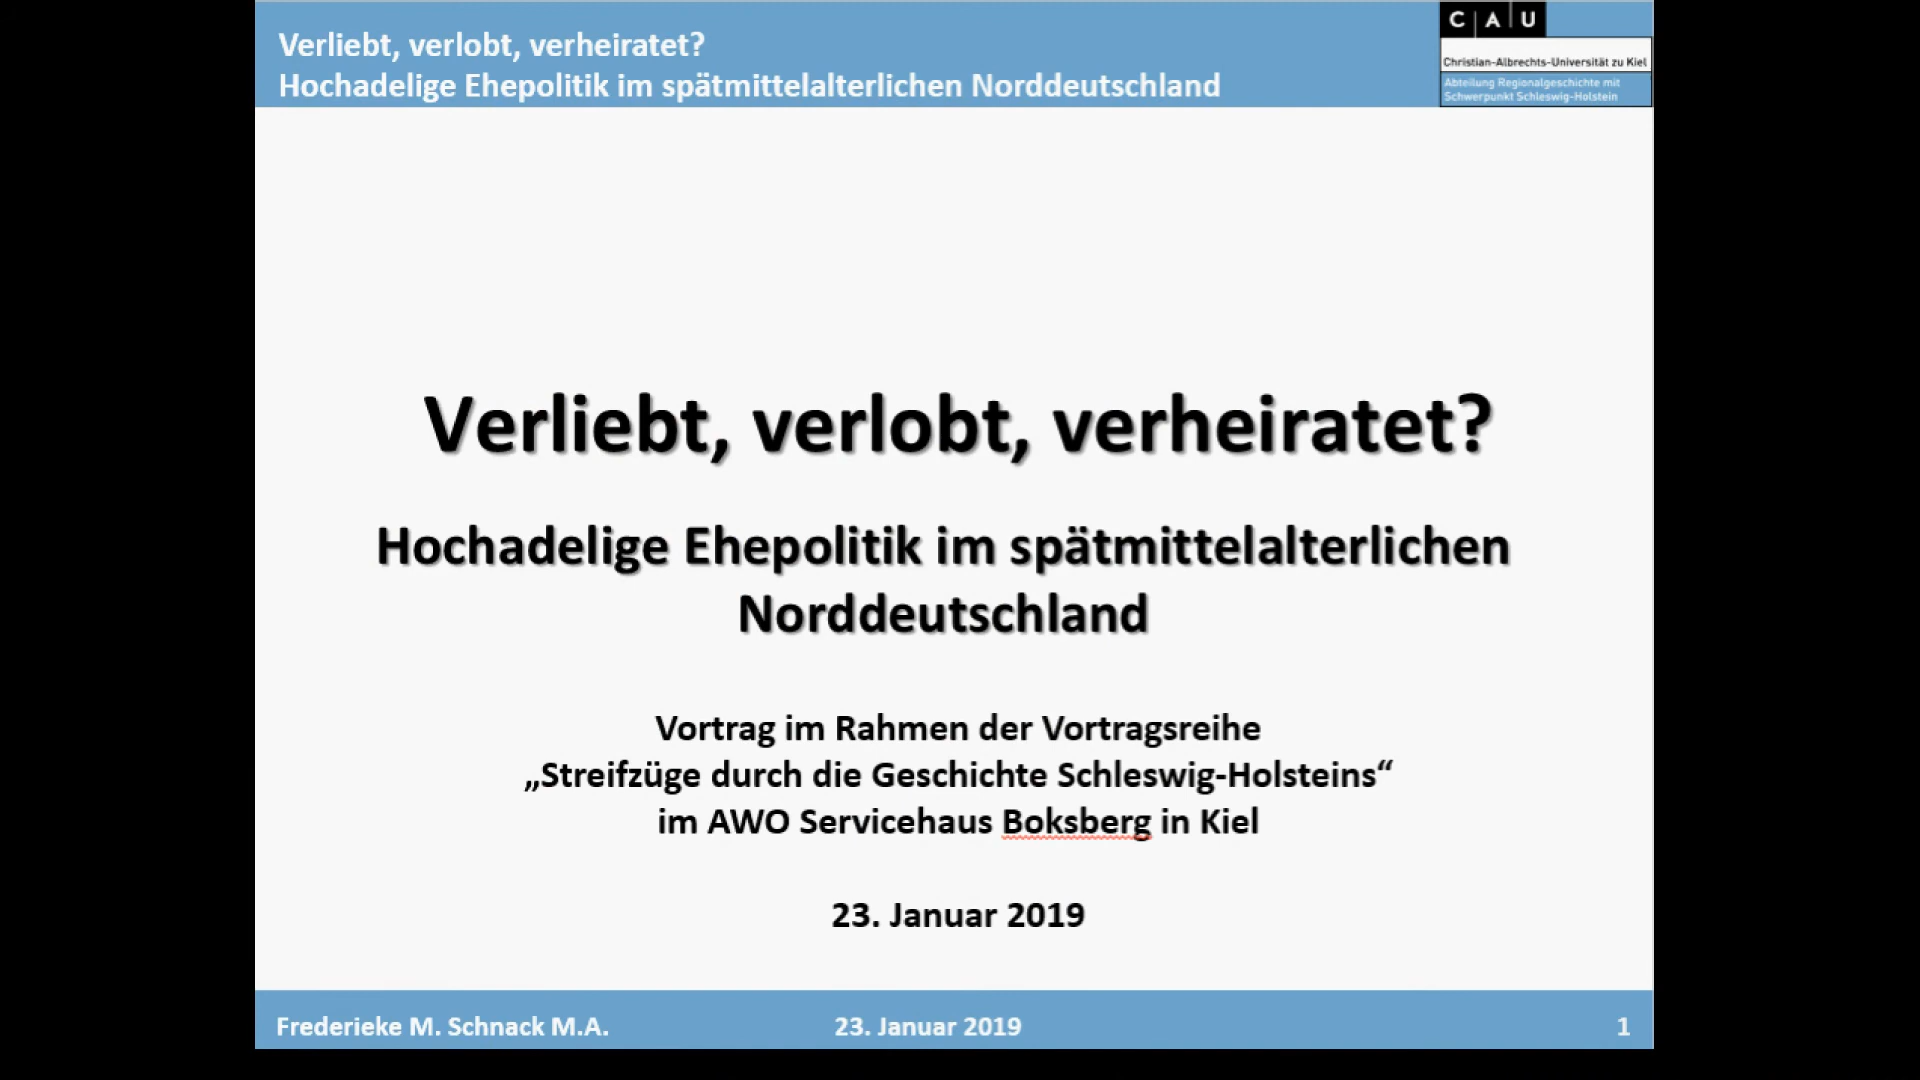 Verliebt, verlobt, verheiratet?
Hochadelige Ehepolitik im spätmittelalterlichen Norddeutschland
C A U
Christian-Albrechts-Universität zu Kiel
Abteilung Regionalgeschichte mit
Schwerpunkt Schleswig-Holstein
Verliebt, verlobt, verheiratet?
Hochadelige Ehepolitik im spätmittelalterlichen
Norddeutschland
Vortrag im Rahmen der Vortragsreihe
„Streifzüge durch die Geschichte Schleswig-Holsteins“
im AWO Servicehaus Boksberg in Kiel
23. Januar 2019
Frederieke M. Schnack M.A.
23. Januar 2019
1